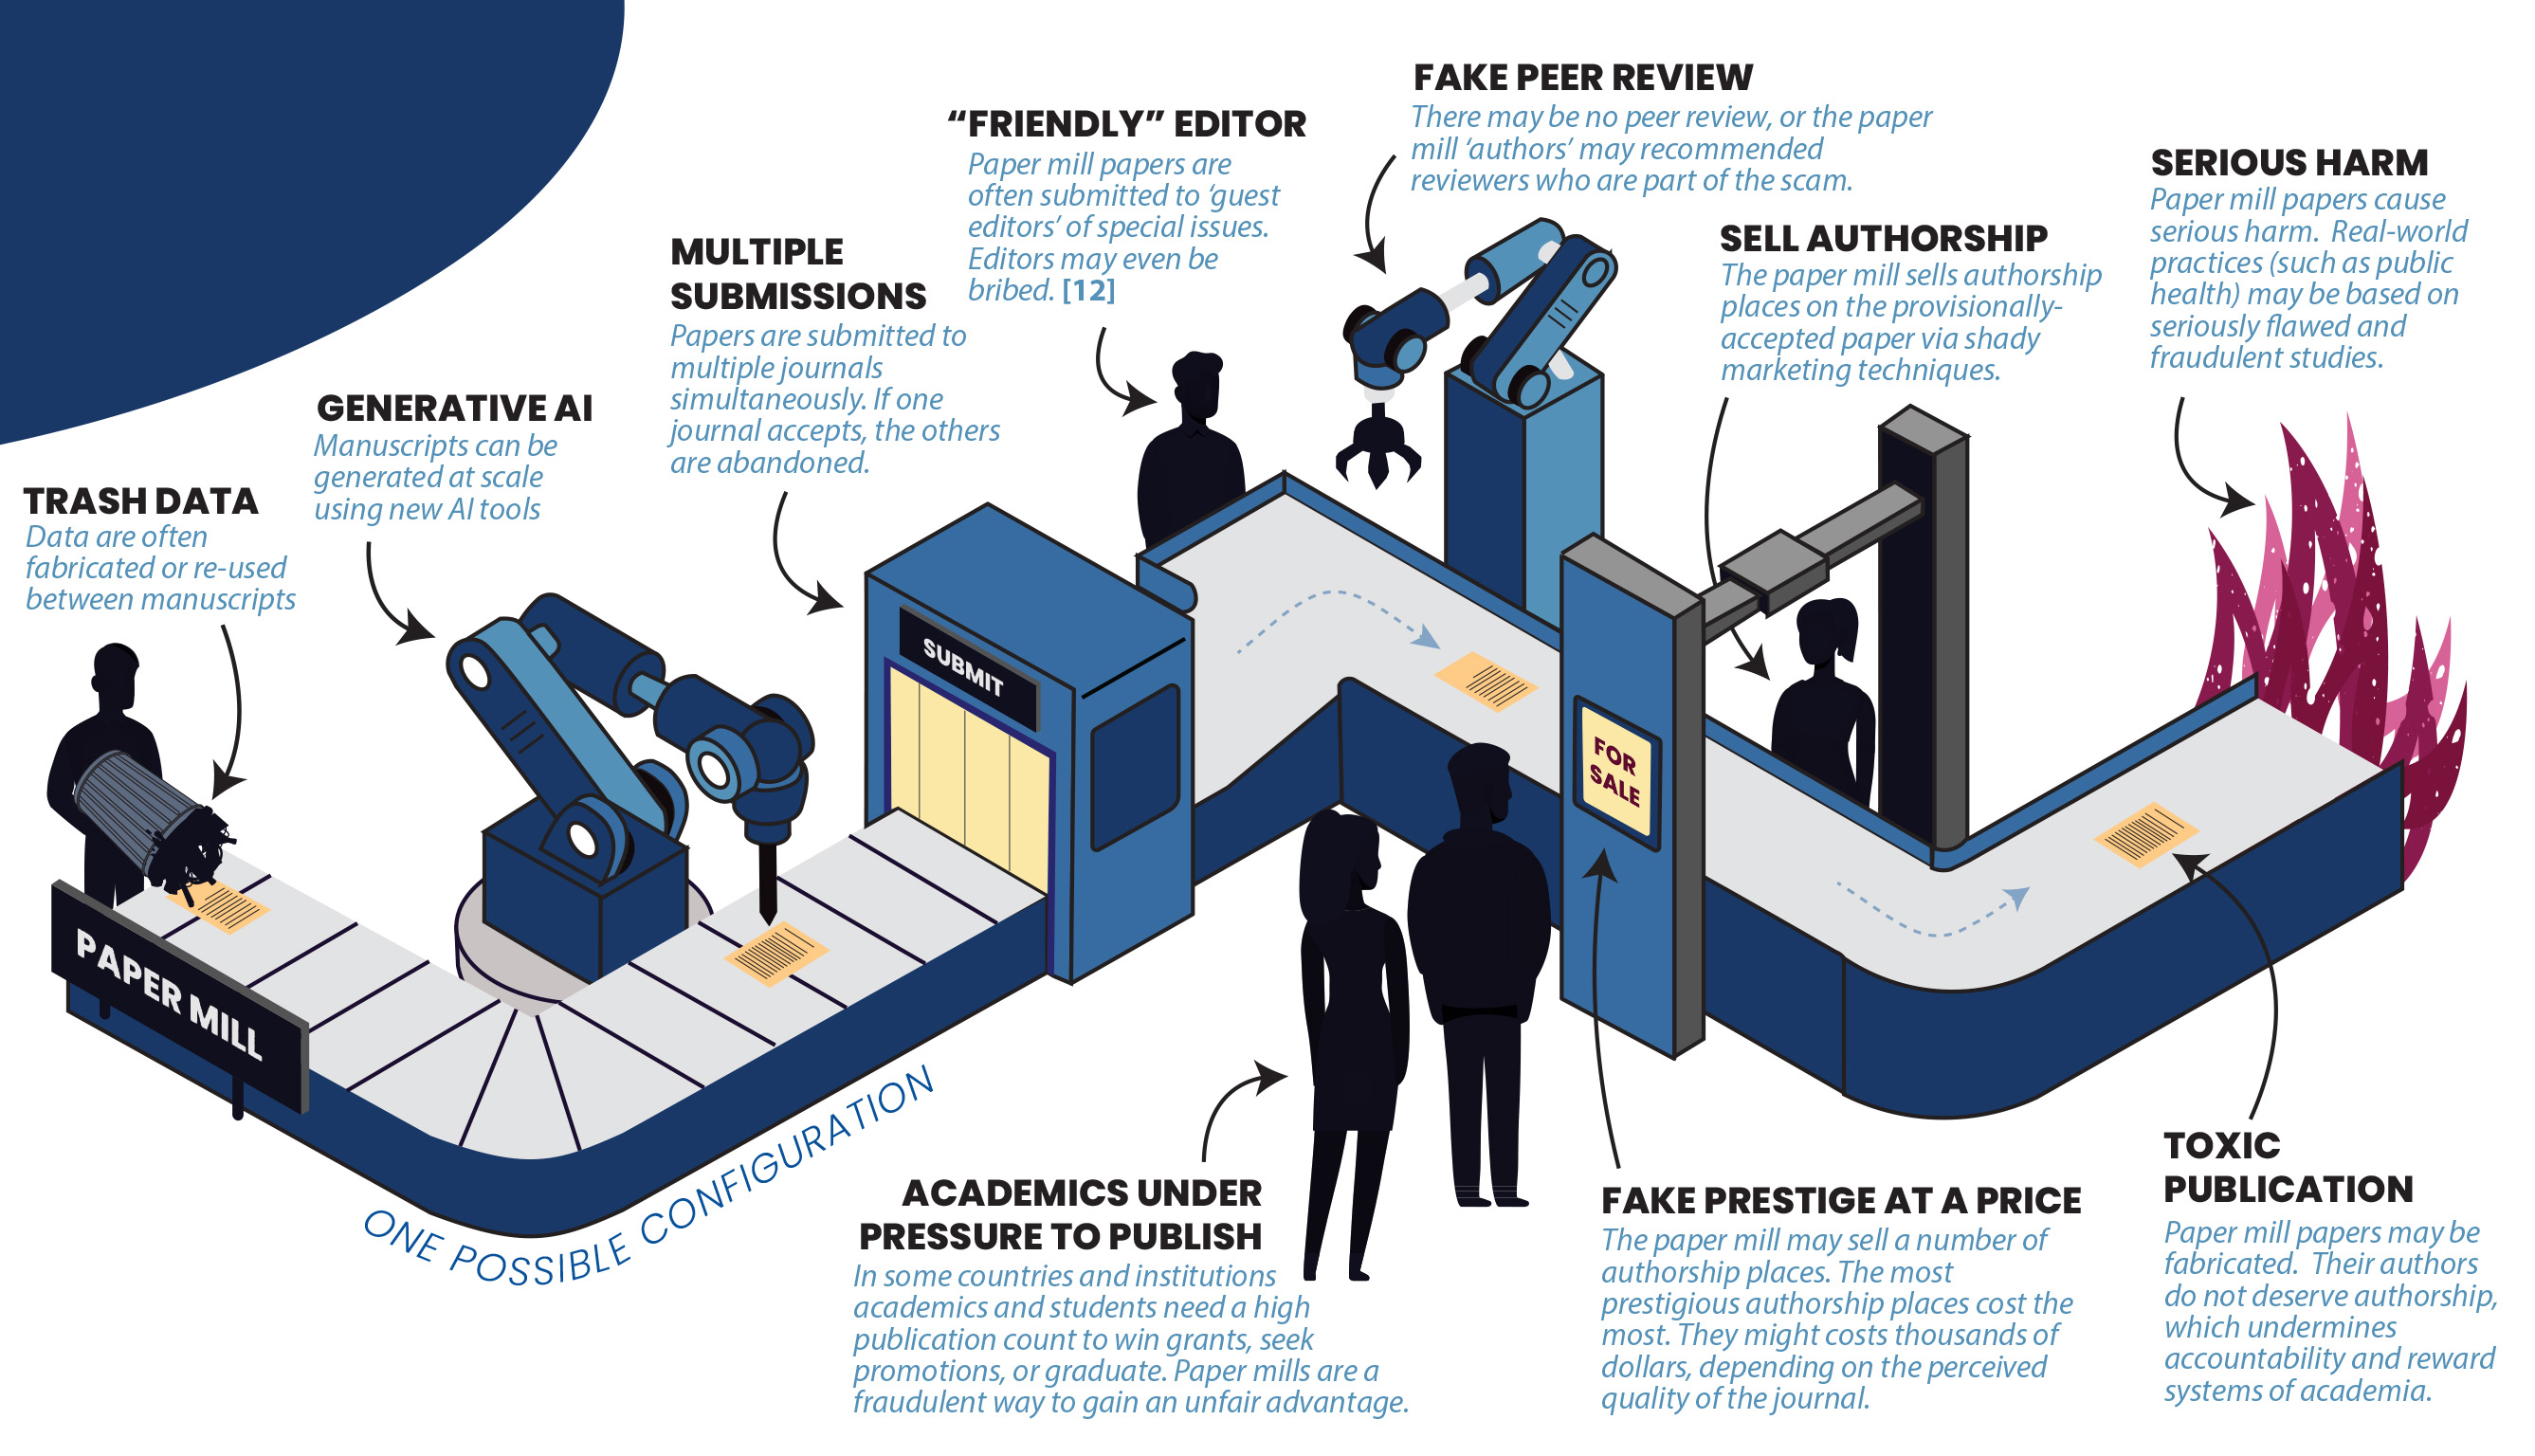 TRASH DATA
Data are often
fabricated or re-used
between manuscripts
GENERATIVE AI
Manuscripts can be
generated at scale
using new AI tools
MULTIPLE
SUBMISSIONS
Papers are submitted to
multiple journals
simultaneously. If one
journal accepts, the others
are abandoned.
“FRIENDLY” EDITOR
Paper mill papers are
often submitted to ‘guest
editors’ of special issues.
Editors may even be
bribed. [12]
FAKE PEER REVIEW
There may be no peer review, or the paper
mill ‘authors’ may recommended
reviewers who are part of the scam.
SELL AUTHORSHIP
The paper mill sells authorship
places on the provisionally-
accepted paper via shady
marketing techniques.
SERIOUS HARM
Paper mill papers cause
serious harm.  Real-world
practices (such as public
health) may be based on
seriously flawed and
fraudulent studies.
PAPER MILL
SUBMIT
FOR
SALE
ONE POSSIBLE CONFIGURATION
ACADEMICS UNDER
PRESSURE TO PUBLISH
In some countries and institutions
academics and students need a high
publication count to win grants, seek
promotions, or graduate. Paper mills are a
fraudulent way to gain an unfair advantage.
FAKE PRESTIGE AT A PRICE
The paper mill may sell a number of
authorship places. The most
prestigious authorship places cost the
most. They might costs thousands of
dollars, depending on the perceived
quality of the journal.
TOXIC
PUBLICATION
Paper mill papers may be
fabricated.  Their authors
do not deserve authorship,
which undermines
accountability and reward
systems of academia.